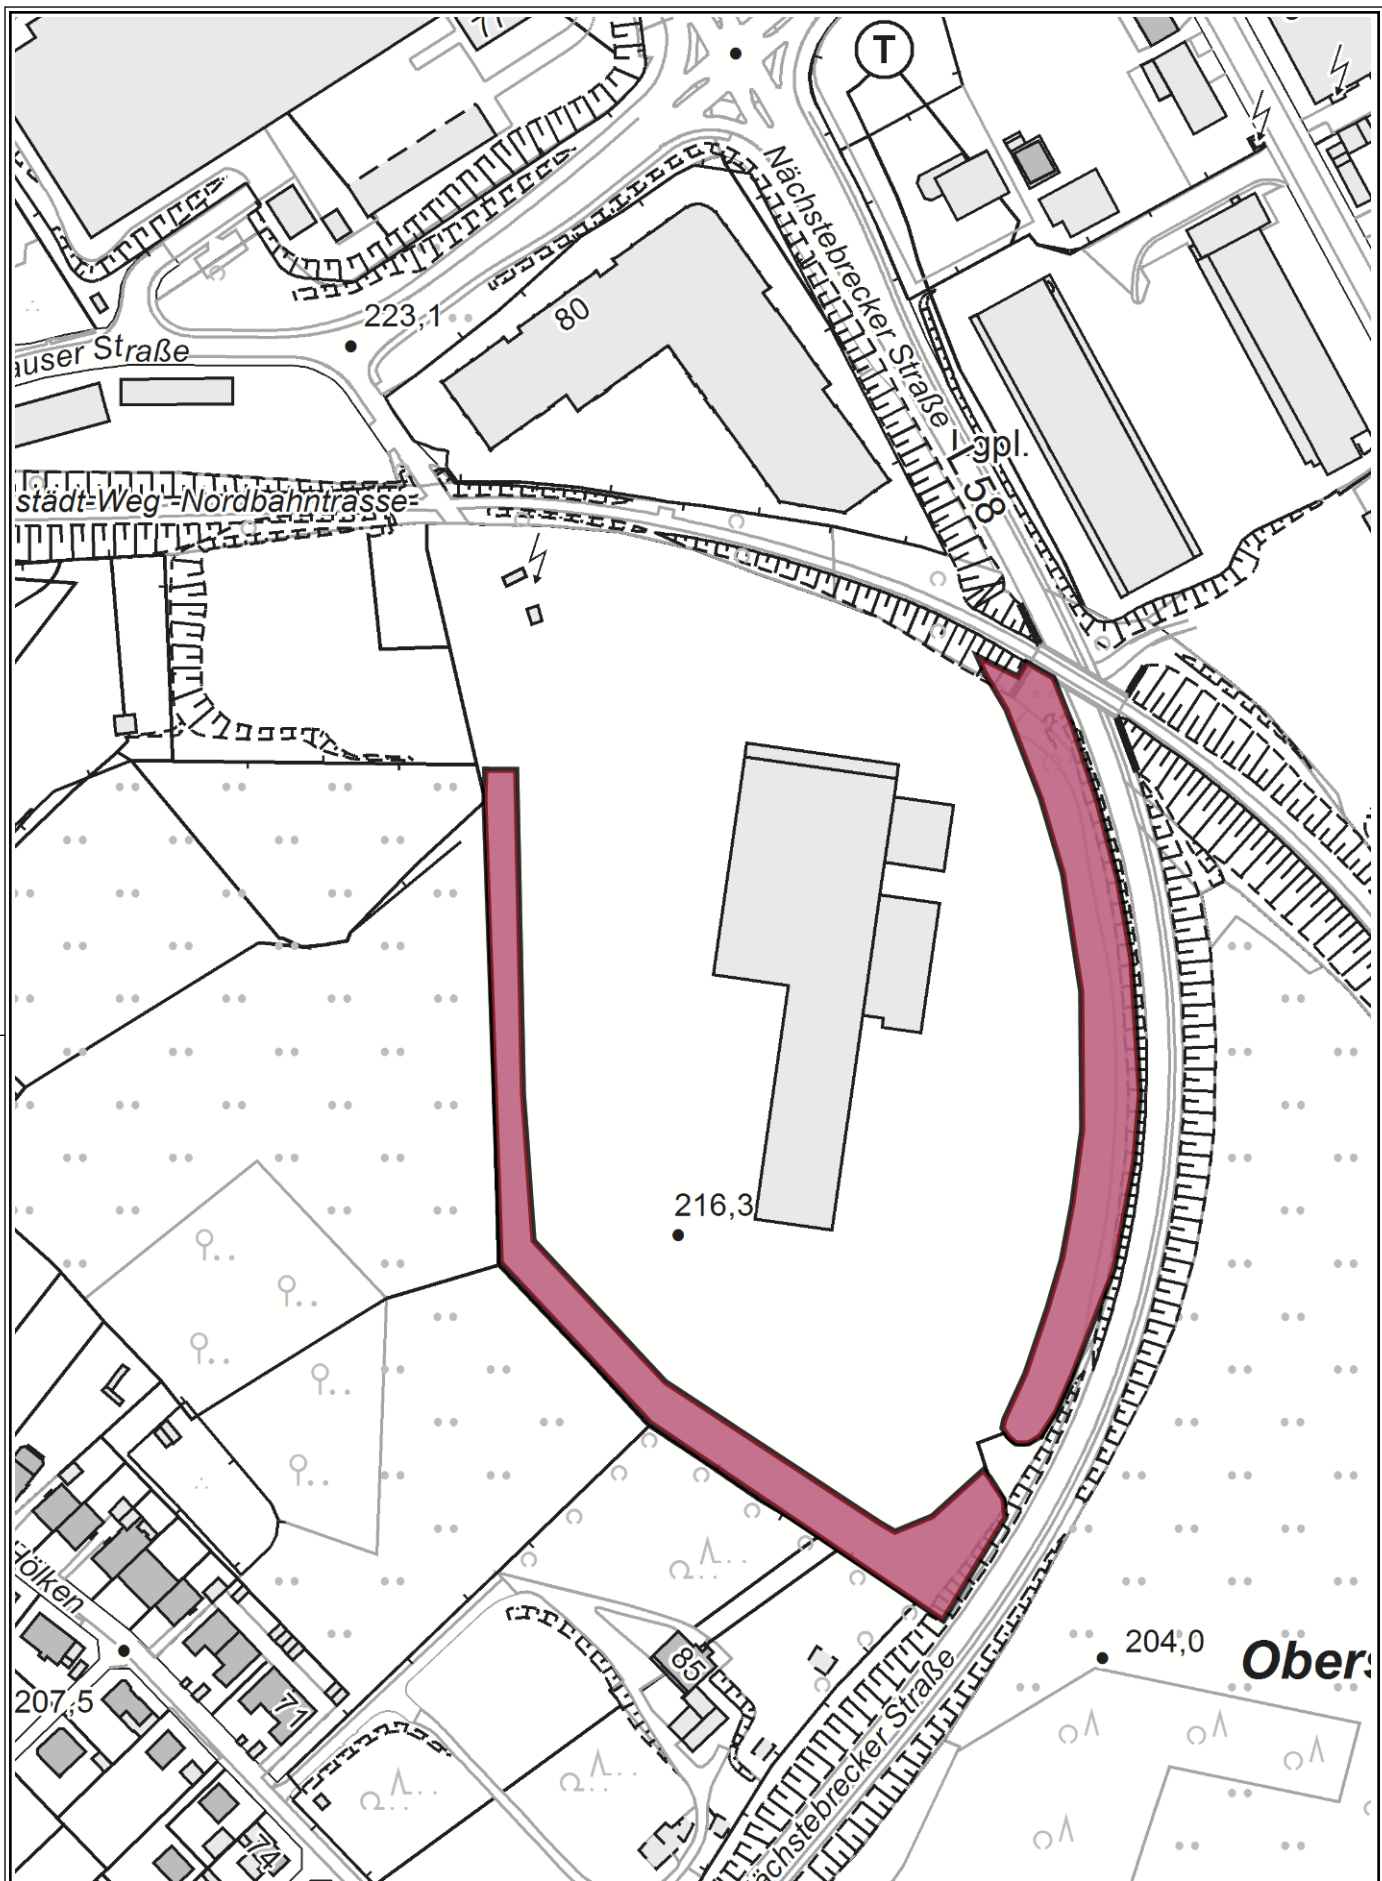 T
Nächstebrecker Straße
80
223,1
auser Straße
Lgpl.
L 58
städt-Weg-Nordbahntrasse-
216,3
204,0
Obers
Hölken
85
207,5
71
Nächstebrecker Straße
74